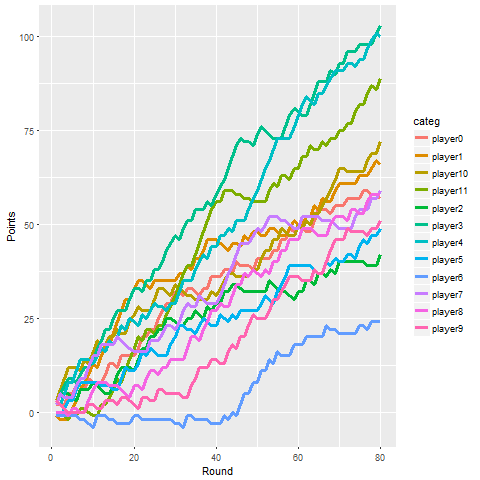 100
75
50
25
0
Points
0
20
40
60
80
Round
categ
player0
player1
player10
player11
player2
player3
player4
player5
player6
player7
player8
player9